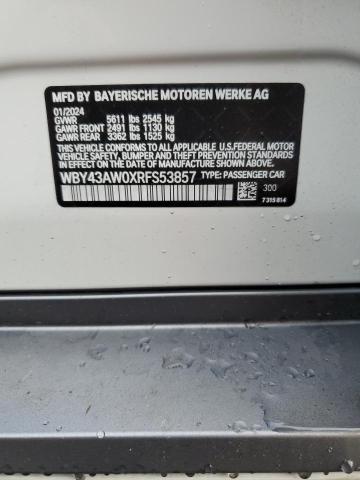 MFD BY BAYERISCHE MOTOREN WERKE AG
01/2024
GVWR 5611 lbs 2545 kg
GAWR FRONT 2491 lbs 1130 kg
GAWR REAR 3362 lbs 1525 kg
THIS VEHICLE CONFORMS TO ALL APPLICABLE
U.S.FEDERAL MOTOR VEHICLE SAFETY, BUMPER, AND
THEFT PREVENTION STANDARDS IN EFFECT ON
THE DATE OF MANUFACTURE SHOWN ABOVE.
WBY43AW0XRFS53857 TYPE: PASSENGER CAR
300
7 315 814